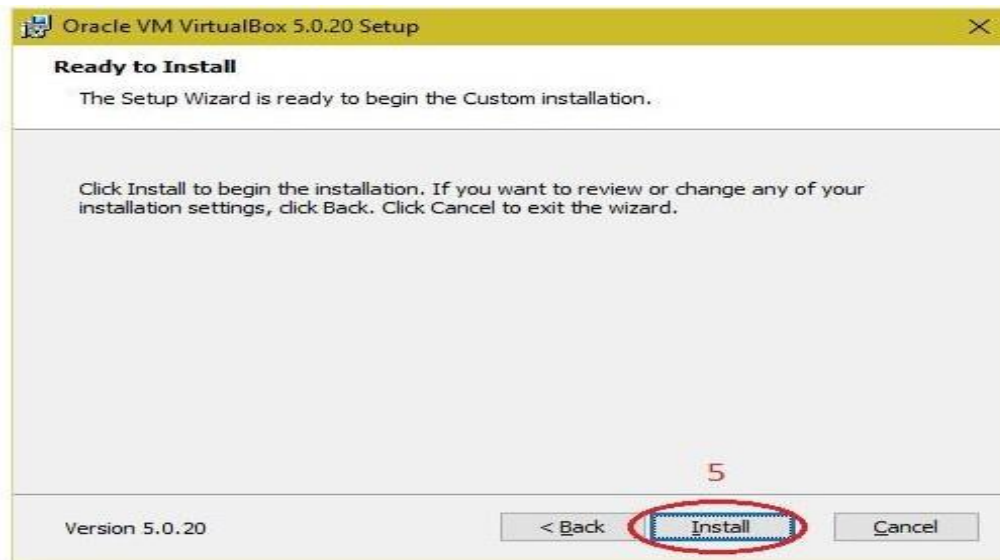 Oracle VM VirtualBox 5.0.20 Setup
Ready to Install
The Setup Wizard is ready to begin the Custom installation.
Click Install to begin the installation. If you want to review or change any of your
installation settings, click Back. Click Cancel to exit the wizard.
5
Version 5.0.20 < Back Install Cancel